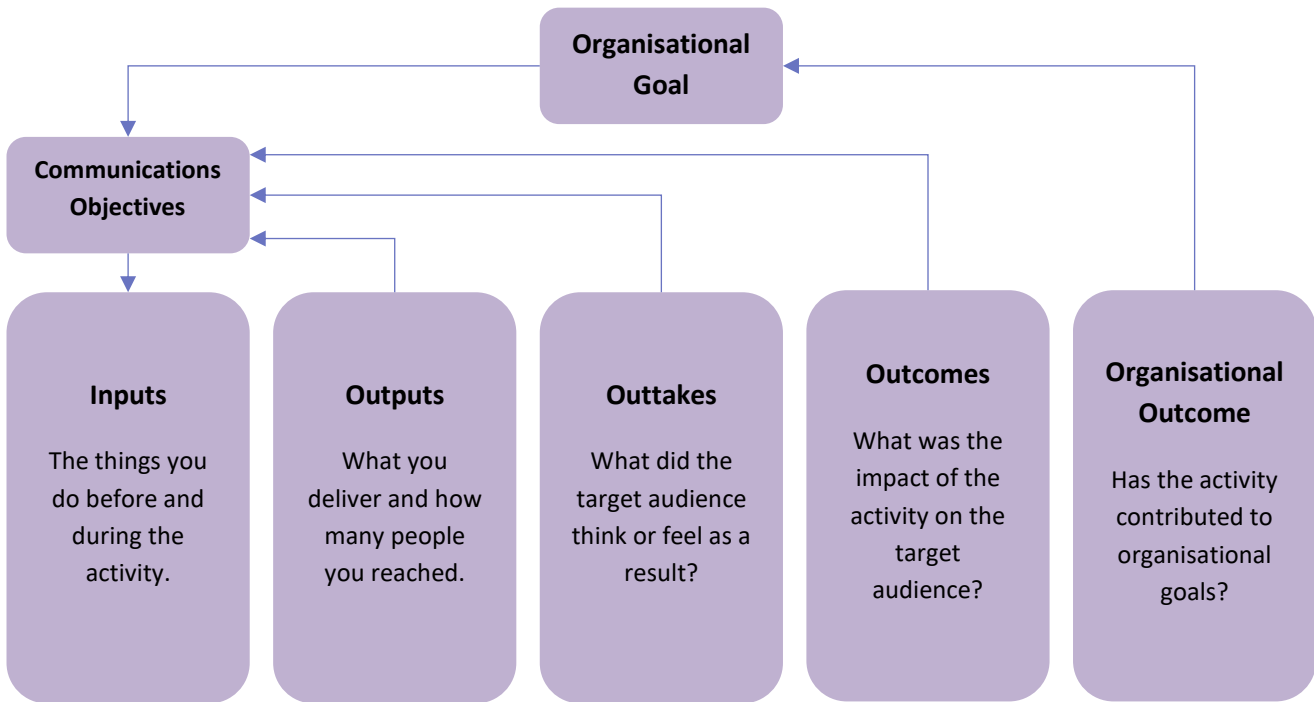 Organisational
Goal
Communications
Objectives
Inputs
The things you
do before and
during the
activity.
Outputs
What you
deliver and how
many people
you reached.
Outtakes
What did the
target audience
think or feel as a
result?
Outcomes
What was the
impact of the
activity on the
target
audience?
Organisational
Outcome
Has the activity
contributed to
organisational
goals?